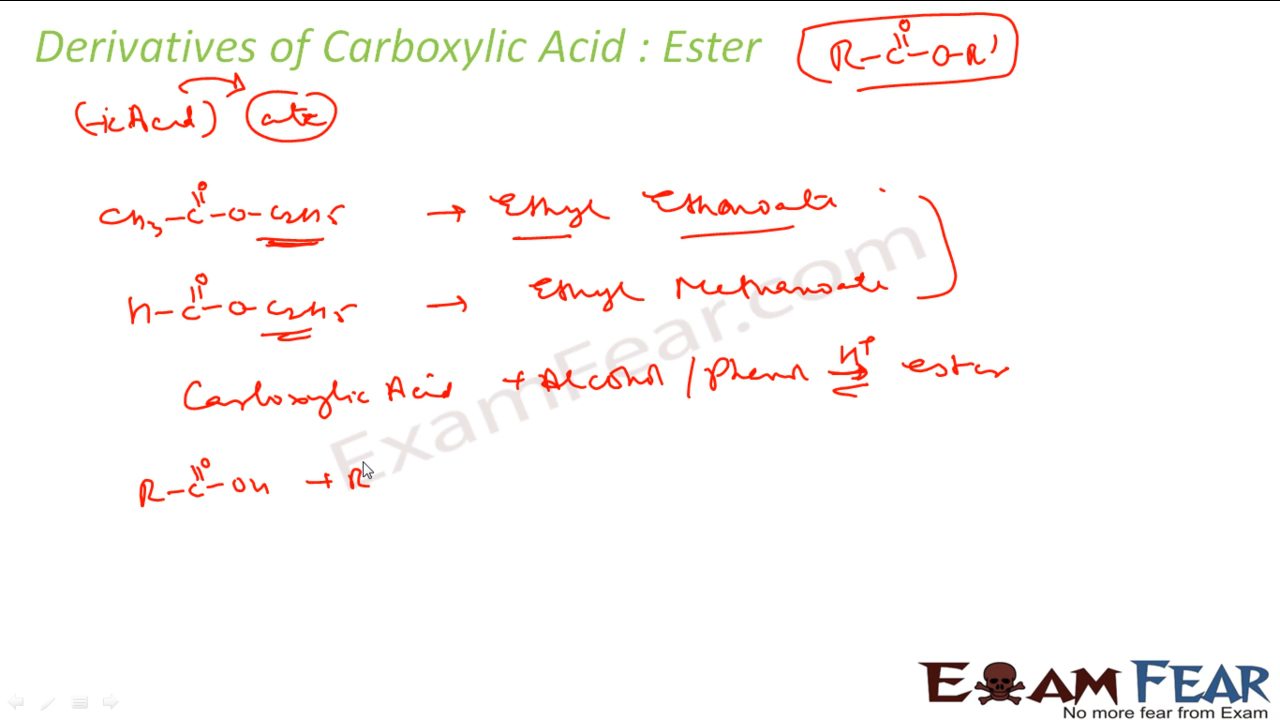 Derivatives of Carboxylic Acid : Ester
R-C(=O)-O-R'
(-ic Acid) ate
CH3-C(=O)-O-C2H5 → Ethyl Ethanoate
H-C(=O)-O-C2H5 → Ethyl Methanoate
Carboxylic Acid + Alcohol / Phenol ⇌ H+ ester
R-C(=O)-OH + R
ExamFear.com
EXAM FEAR
No more fear from Exam